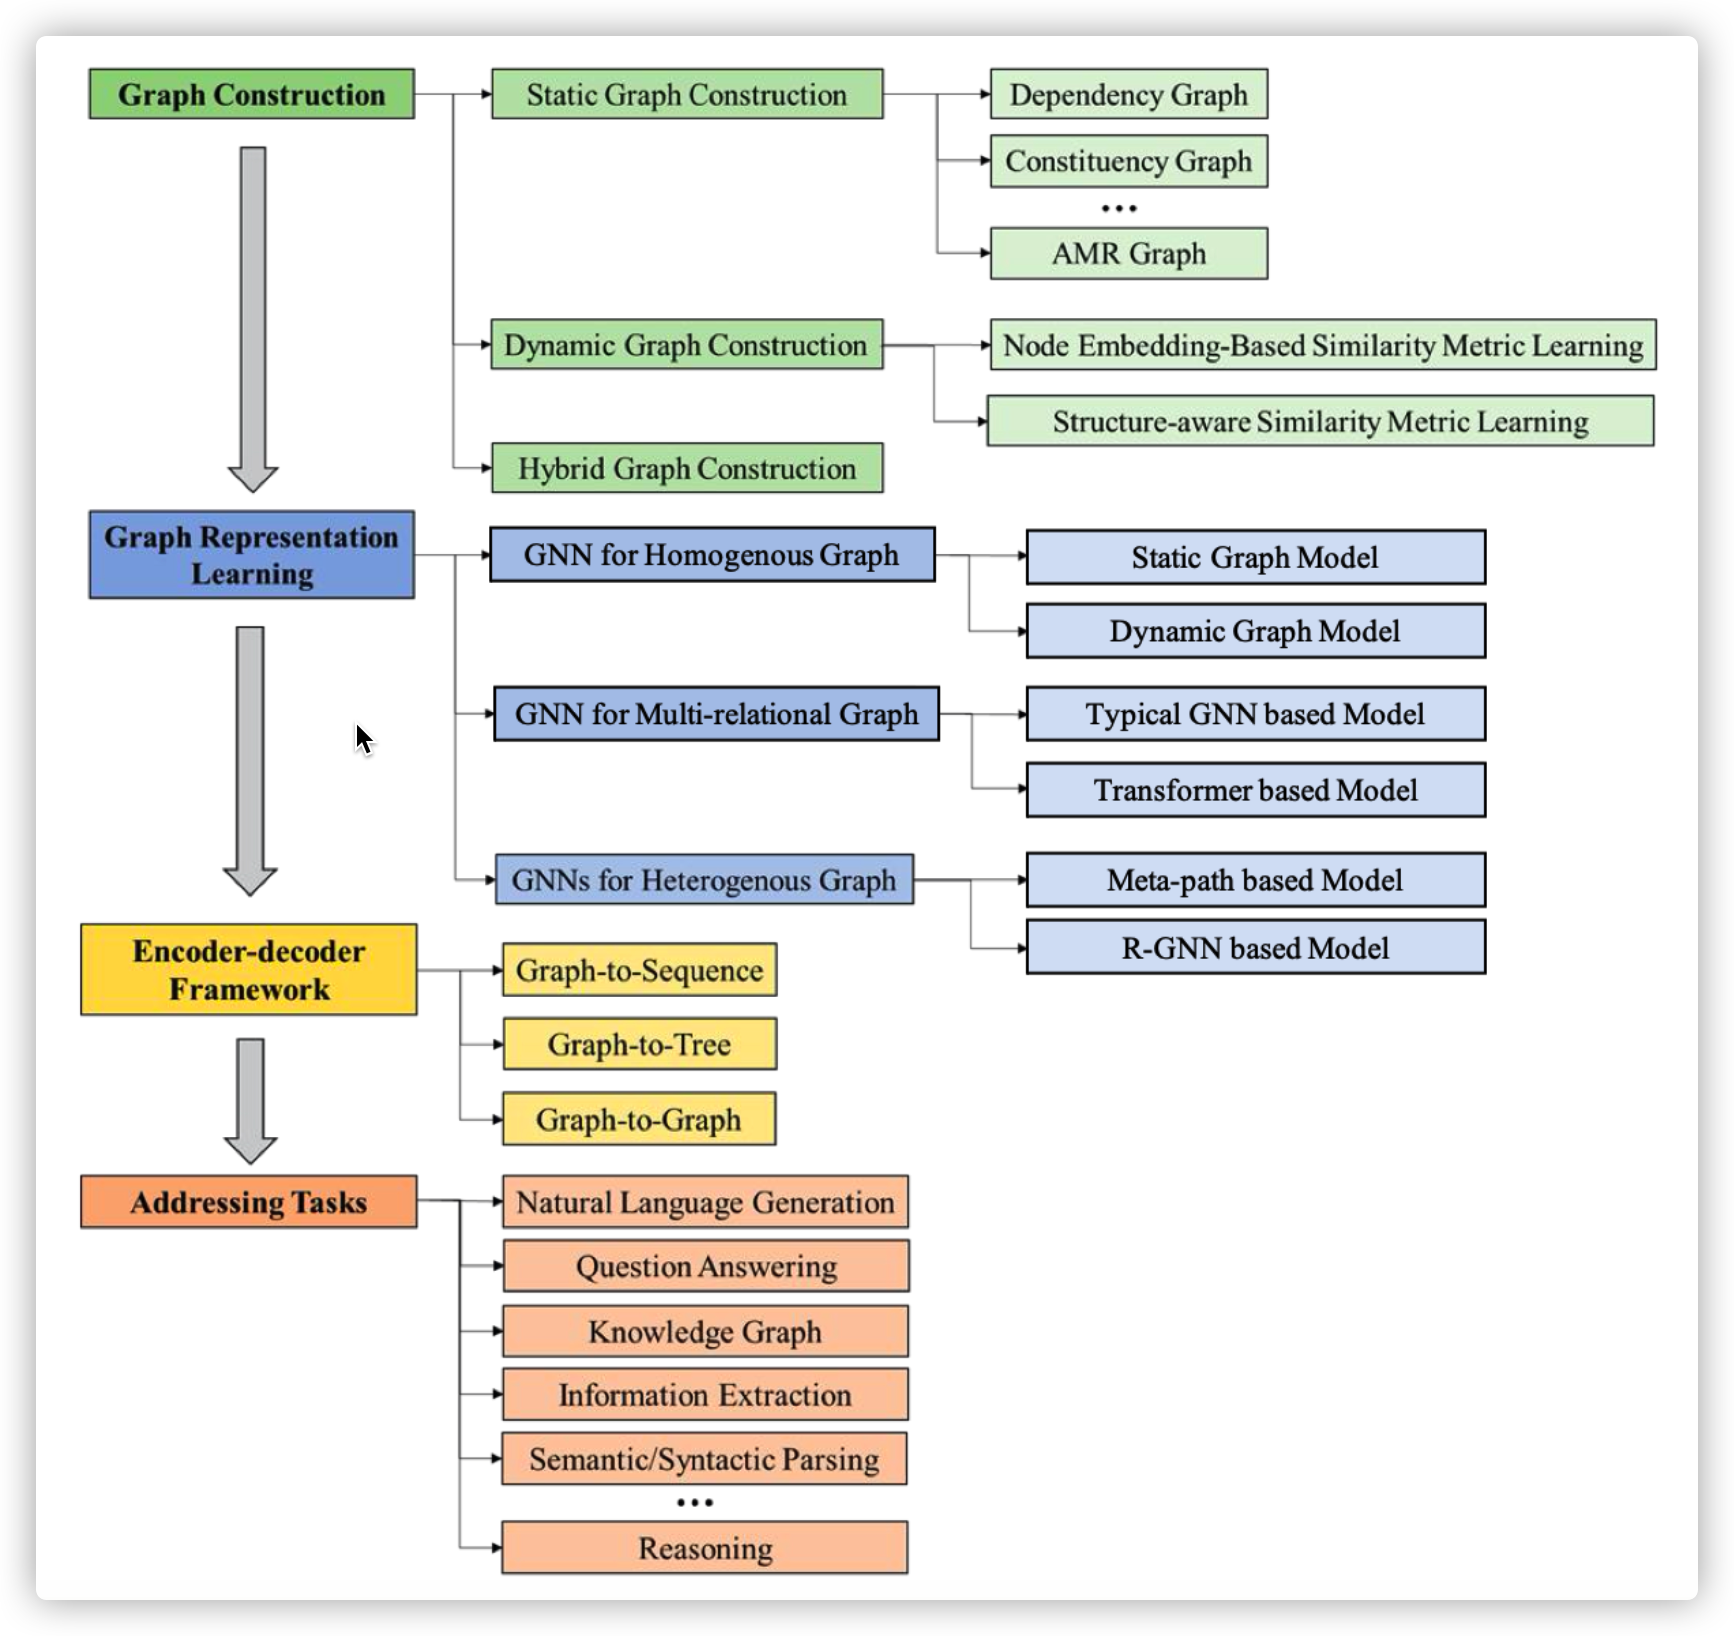 Graph Construction
Static Graph Construction
Dependency Graph
Constituency Graph
...
AMR Graph
Dynamic Graph Construction
Node Embedding-Based Similarity Metric Learning
Structure-aware Similarity Metric Learning
Hybrid Graph Construction
Graph Representation
Learning
GNN for Homogenous Graph
Static Graph Model
Dynamic Graph Model
GNN for Multi-relational Graph
Typical GNN based Model
Transformer based Model
GNNs for Heterogenous Graph
Meta-path based Model
R-GNN based Model
Encoder-decoder
Framework
Graph-to-Sequence
Graph-to-Tree
Graph-to-Graph
Addressing Tasks
Natural Language Generation
Question Answering
Knowledge Graph
Information Extraction
Semantic/Syntactic Parsing
...
Reasoning